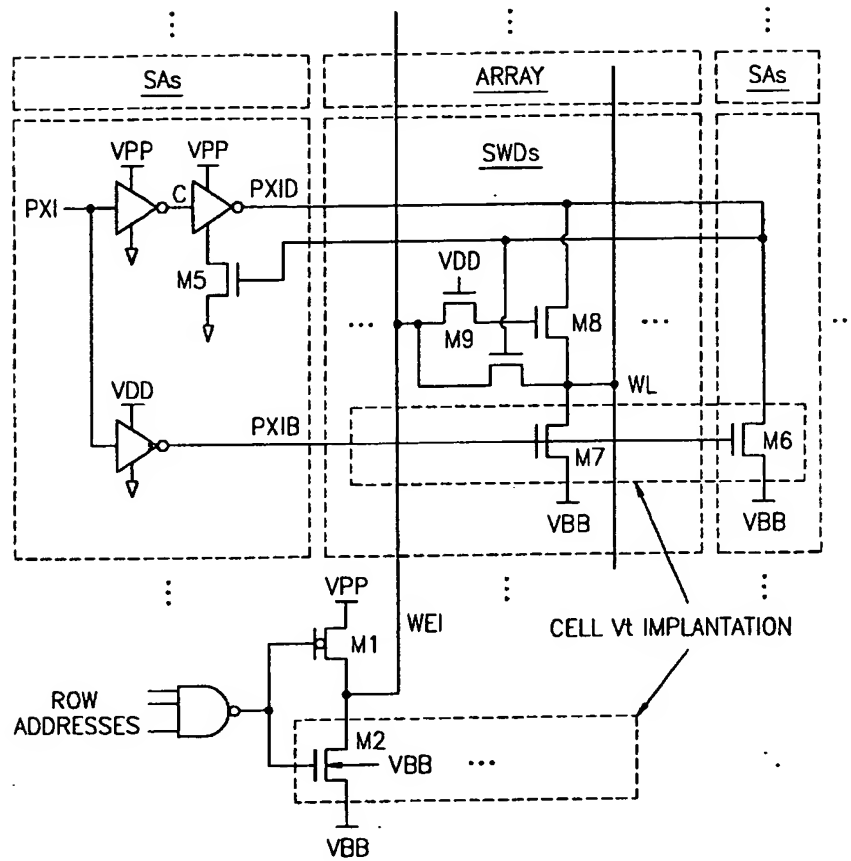 SAs
ARRAY
SAs
SWDs
VPP
VPP
PXI
C
PXID
M5
VDD
M9
M8
WL
VDD
PXIB
M7
M6
VBB
VBB
VPP
WEI
CELL Vt IMPLANTATION
M1
ROW
ADDRESSES
M2
VBB
VBB